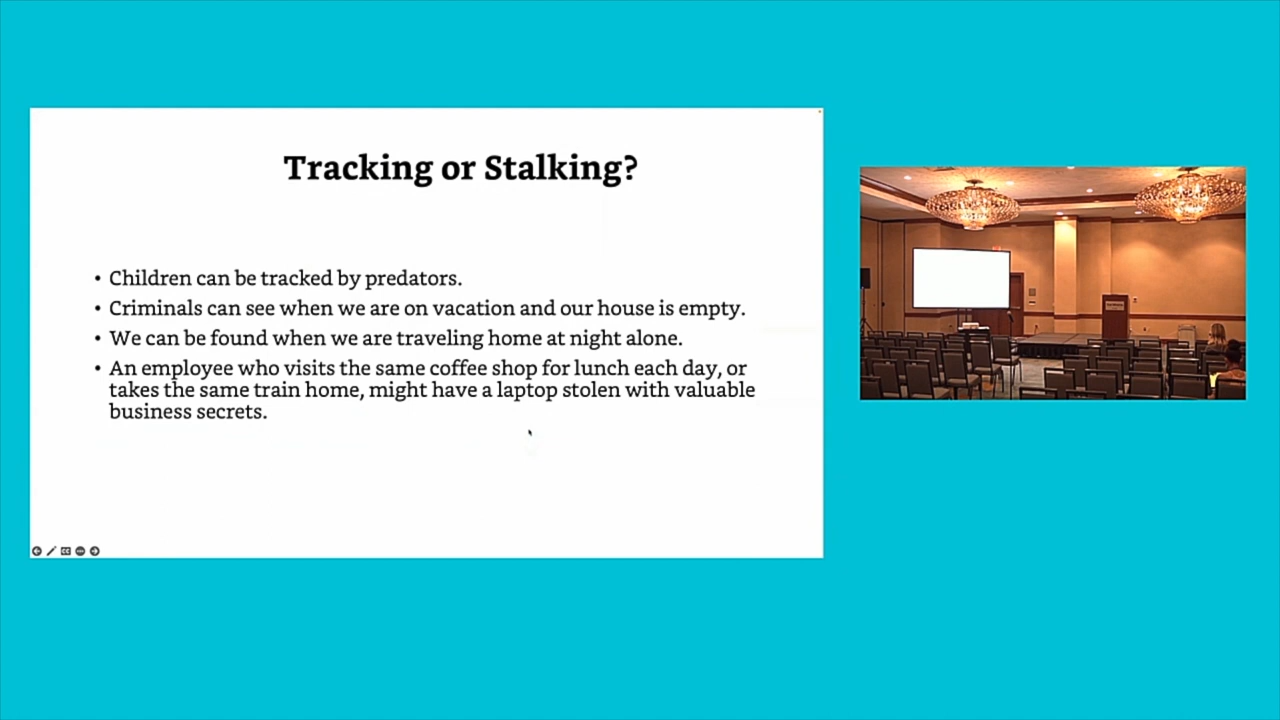 Tracking or Stalking?
• Children can be tracked by predators.
• Criminals can see when we are on vacation and our house is empty.
• We can be found when we are traveling home at night alone.
• An employee who visits the same coffee shop for lunch each day, or
takes the same train home, might have a laptop stolen with valuable
business secrets.